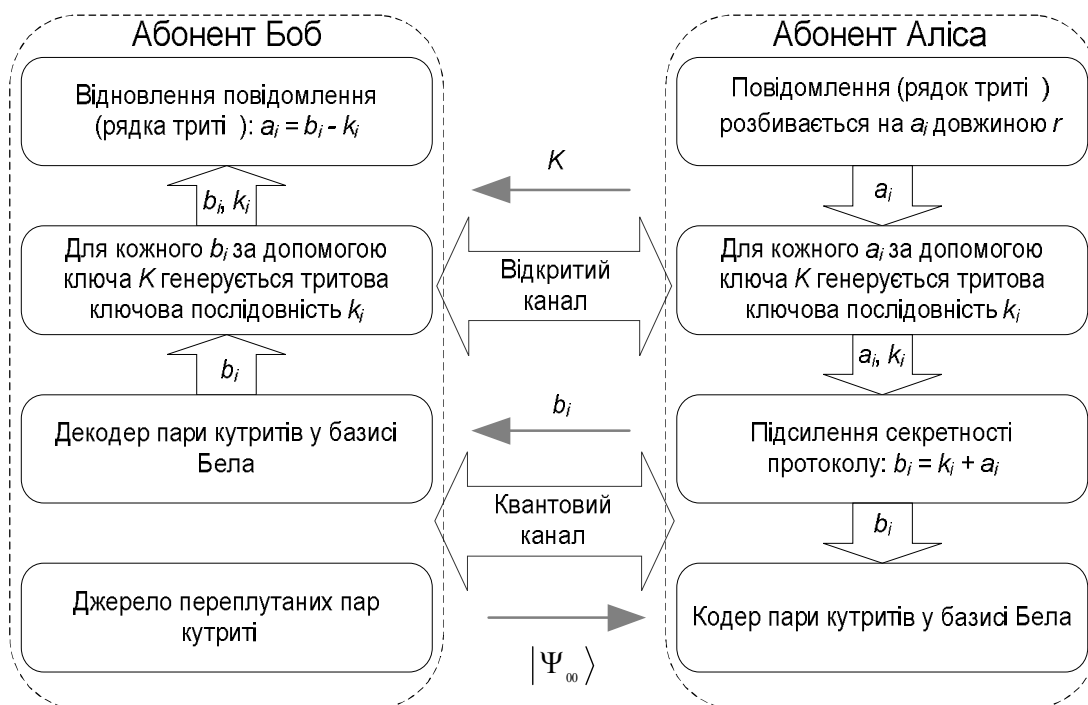 Абонент Боб
Відновлення повідомлення
(рядка триті ): aᵢ = bᵢ - kᵢ
bᵢ, kᵢ
Для кожного bᵢ за допомогою
ключа K генерується тритова
ключова послідовність kᵢ
bᵢ
Декодер пари кутритів у базисі
Бела
Джерело переплутаних пар
кутриті
K
Відкритий
канал
bᵢ
Квантовий
канал
|Ψ₀₀⟩
Абонент Аліса
Повідомлення (рядок триті )
розбивається на aᵢ довжиною r
aᵢ
Для кожного aᵢ за допомогою
ключа K генерується тритова
ключова послідовність kᵢ
aᵢ, kᵢ
Підсилення секретності
протоколу: bᵢ = kᵢ + aᵢ
bᵢ
Кодер пари кутритів у базисі Бела